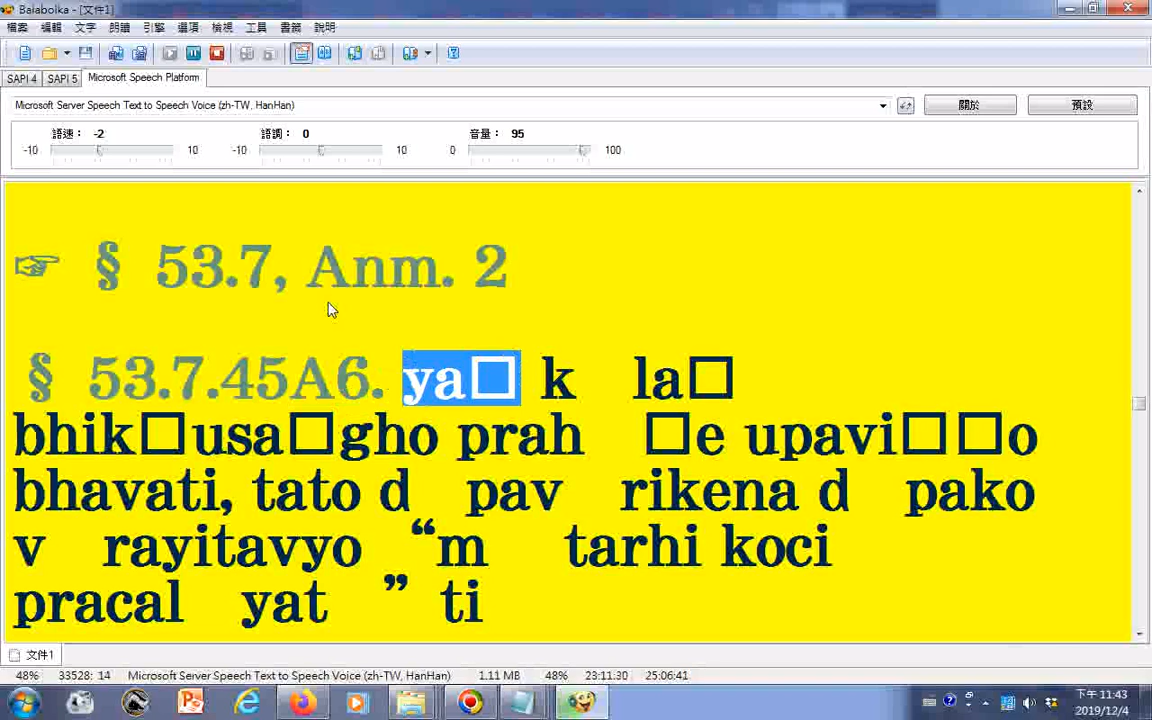 Balabolka - [文件1]
檔案 編輯 文字 朗讀 引擎 選項 檢視 工具 書籤 說明
SAPI 4 SAPI 5 Microsoft Speech Platform
Microsoft Server Speech Text to Speech Voice (zh-TW, HanHan) 關於 預設
語速： -2 語調： 0 音量： 95
-10 10 -10 10 0 100
☞ § 53.7, Anm. 2
§ 53.7.45A6. ya□ k la□
bhik□usa□gho prah □e upavi□□o
bhavati, tato d pav rikena d pako
v rayitavyo “m tarhi koci
pracal yat ” ti
文件1
48% 33528: 14 Microsoft Server Speech Text to Speech Voice (zh-TW, HanHan) 1.11 MB 48% 23:11.30 25:06:41
下午 11:43
2019/12/4